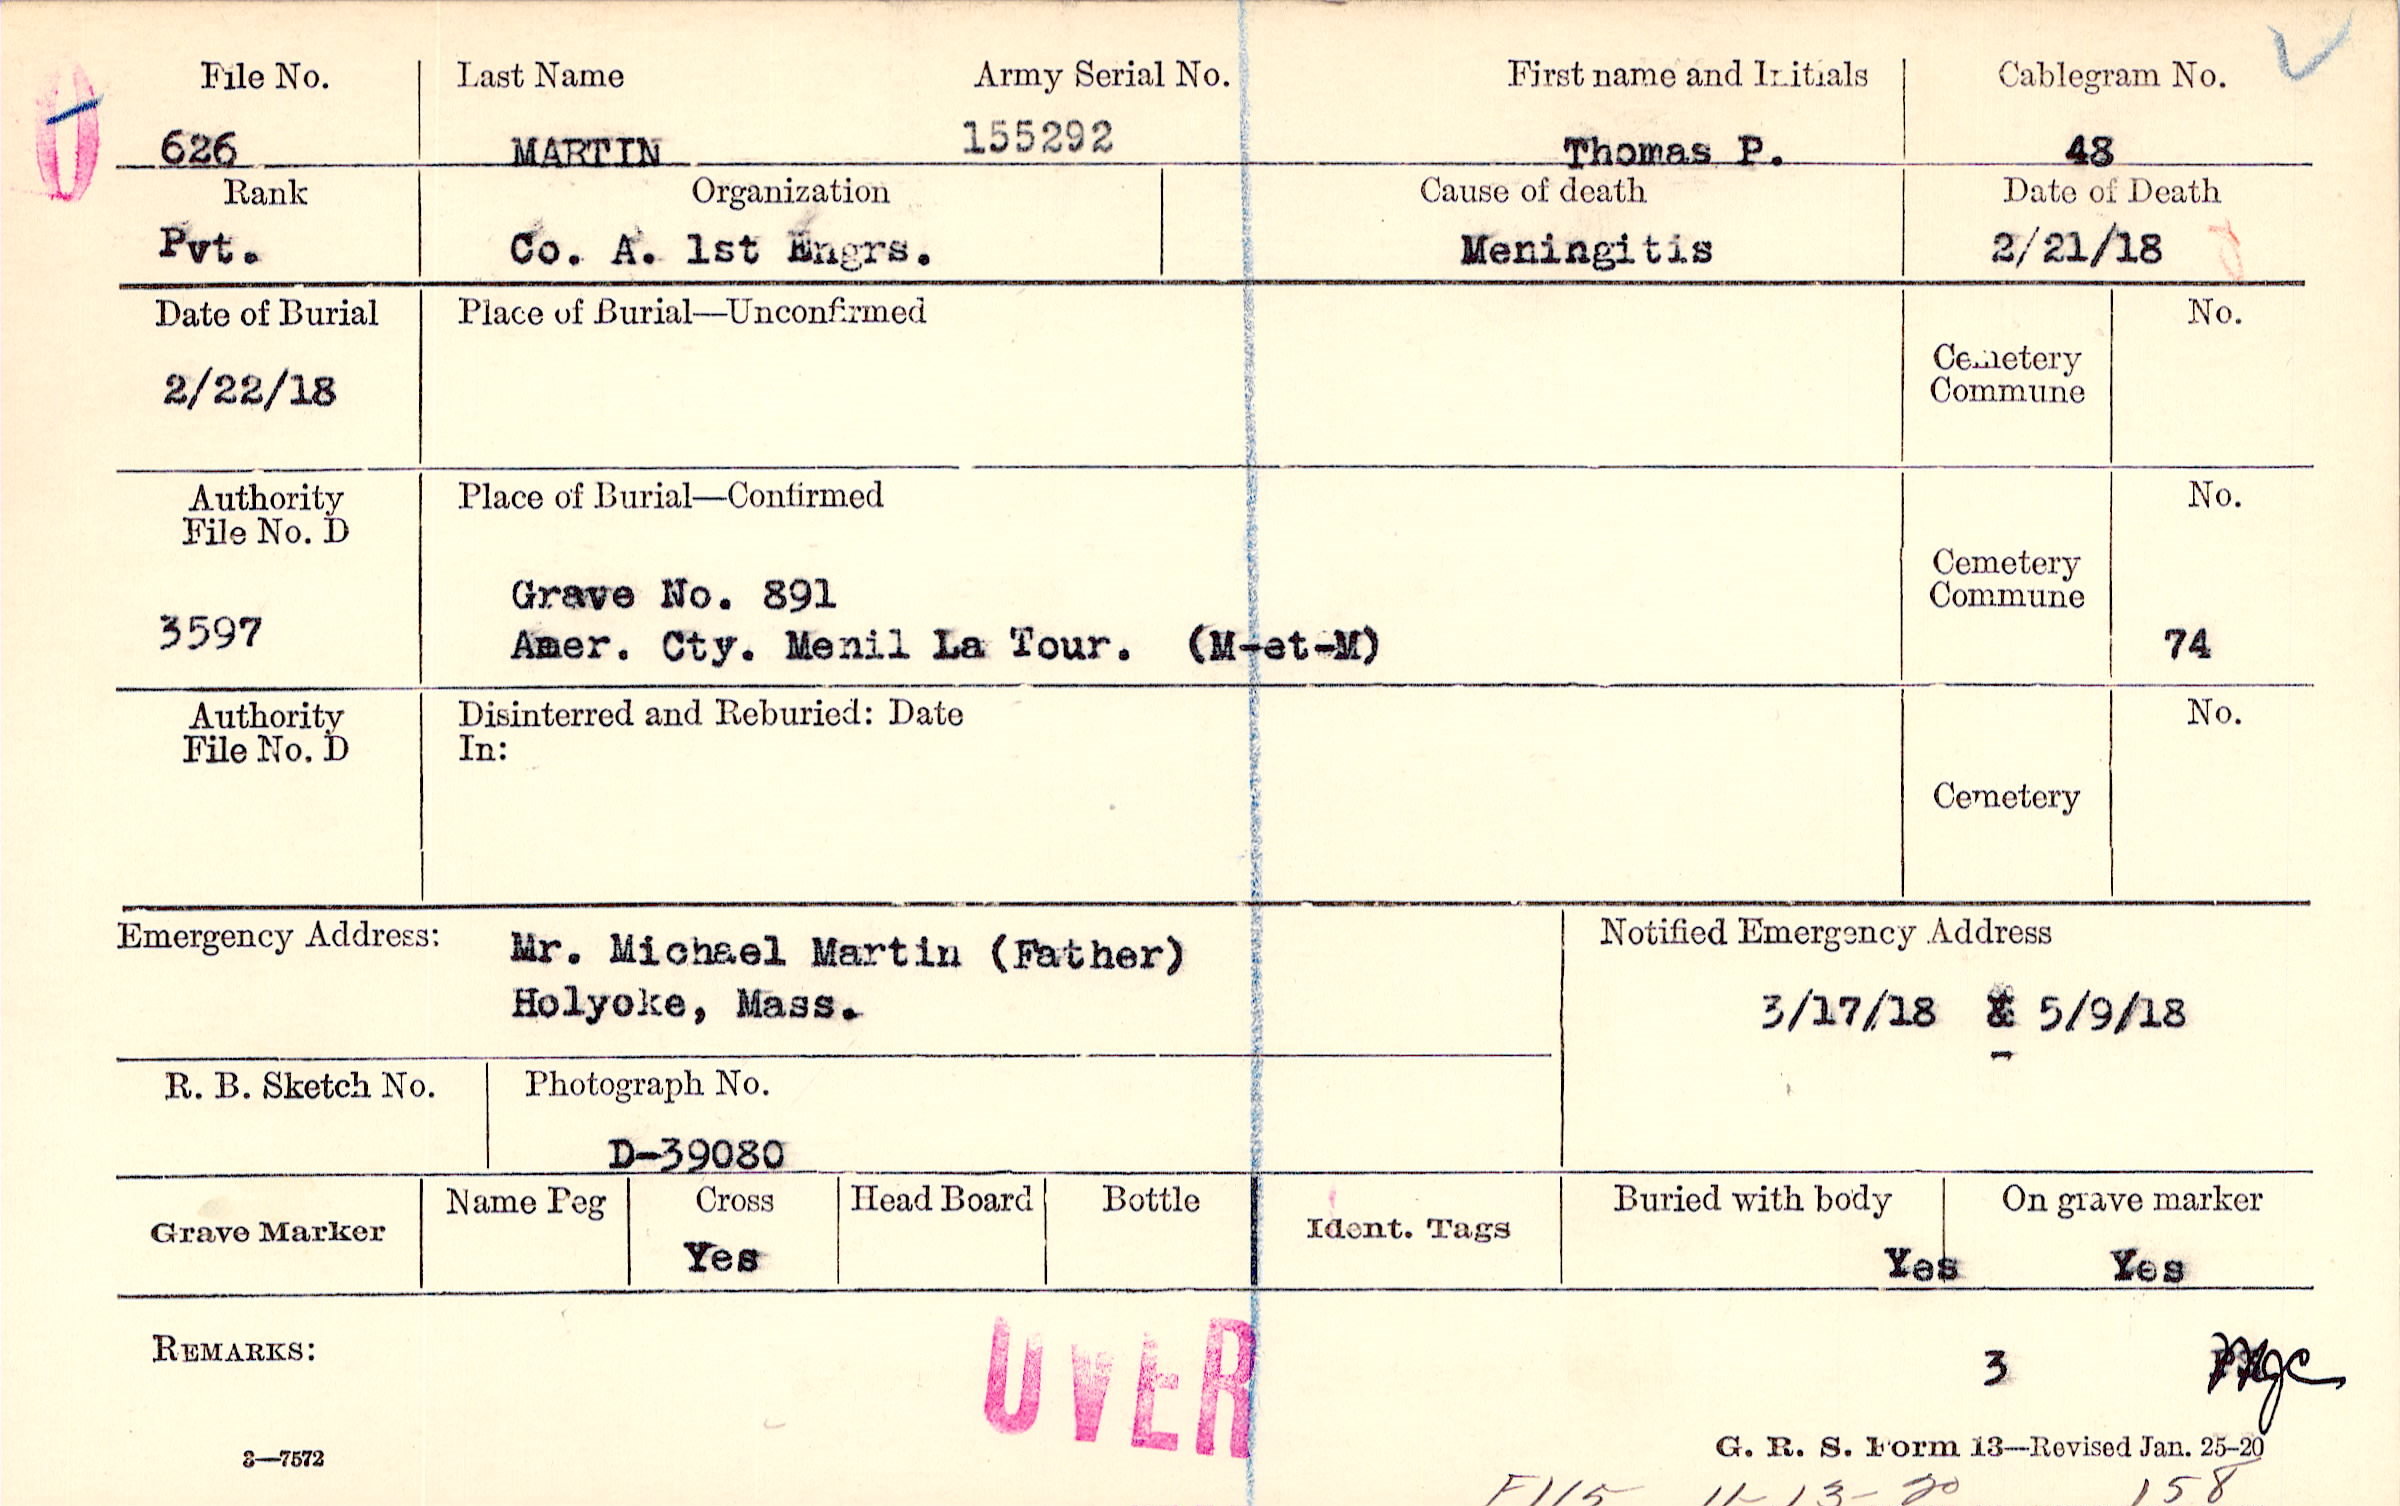 File No. Last Name Army Serial No. First name and Initials Cablegram No.
626 MARTIN 155292 Thomas P. 48
Rank Organization Cause of death Date of Death
Pvt. Co. A. 1st Engrs. Meningitis 2/21/18
Date of Burial Place of Burial—Unconfirmed No.
2/22/18 Cemetery
Commune
Authority Place of Burial—Confirmed No.
File No. D
Cemetery
Grave No. 891 Commune
3597 Amer. Cty. Menil La Tour. (M-et-M) 74
Authority Disinterred and Reburied: Date No.
File No. D In:
Cemetery
Emergency Address: Mr. Michael Martin (Father) Notified Emergency Address
Holyoke, Mass. 3/17/18 & 5/9/18
R. B. Sketch No. Photograph No.
D-39080
Grave Marker Name Peg Cross Head Board Bottle Ident. Tags Buried with body On grave marker
Yes Yes Yes
REMARKS: 3
OVER
3—7572 G. R. S. Form 13—Revised Jan. 25-20
11-13-20 158